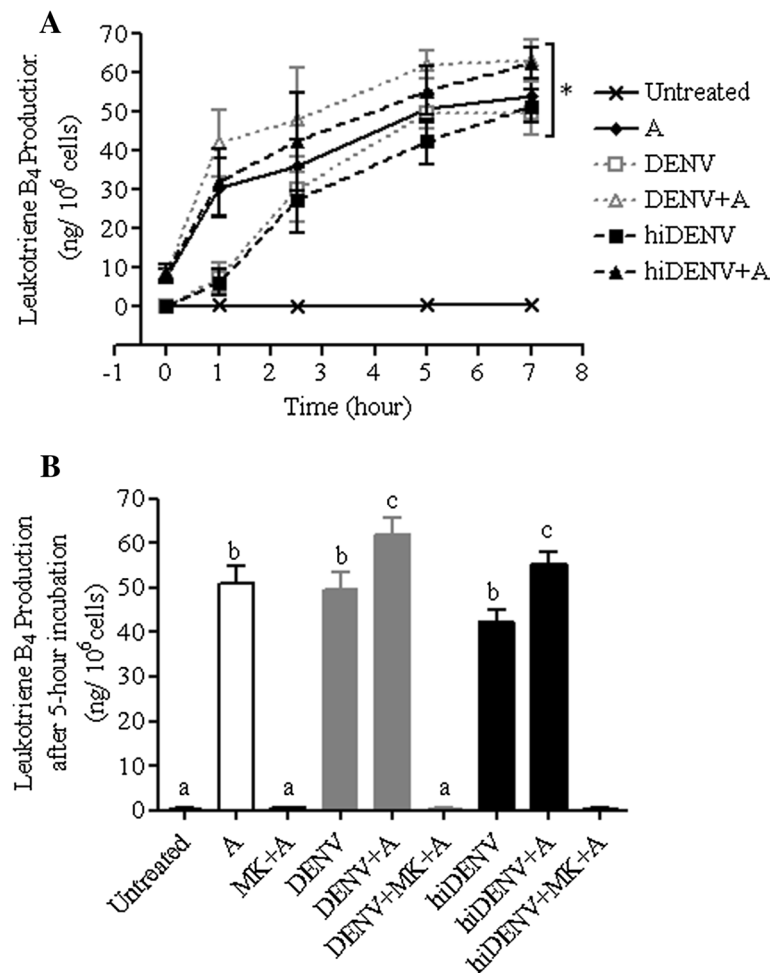 A
Leukotriene B4 Production
(ng/ 10^6 cells)
70
60
50
40
30
20
10
0
-1 0 1 2 3 4 5 6 7 8
Time (hour)
*
Untreated
A
DENV
DENV+A
hiDENV
hiDENV+A
B
Leukotriene B4 Production
after 5-hour incubation
(ng/ 10^6 cells)
70
60
50
40
30
20
10
0
a b a b c a b c
Untreated
A
MK+A
DENV
DENV+A
DENV+MK+A
hiDENV
hiDENV+A
hiDENV+MK+A